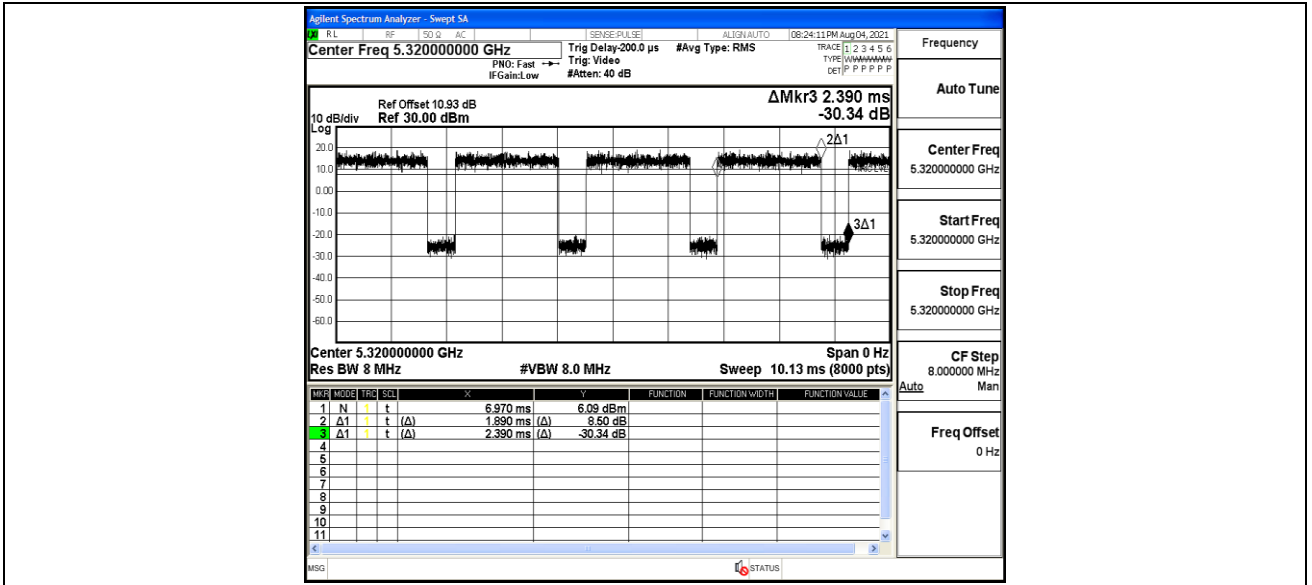 Agilent Spectrum Analyzer - Swept SA
RL RF 50 Ω AC SENSE:PULSE ALIGN AUTO 08:24:11 PM Aug 04, 2021
Center Freq 5.320000000 GHz
PNO: Fast
IFGain:Low
Trig Delay-200.0 µs
Trig: Video
#Atten: 40 dB
#Avg Type: RMS
TRACE 1 2 3 4 5 6
TYPE
DET P P P P P P
ΔMkr3 2.390 ms
-30.34 dB
Ref Offset 10.93 dB
10 dB/div Ref 30.00 dBm
Log
20.0
10.0
0.00
-10.0
-20.0
-30.0
-40.0
-50.0
-60.0
2Δ1
3Δ1
Center 5.320000000 GHz Span 0 Hz
Res BW 8 MHz #VBW 8.0 MHz Sweep 10.13 ms (8000 pts)
MKR MODE TRC SCL X Y FUNCTION FUNCTION WIDTH FUNCTION VALUE
1 N 1 t 6.970 ms 6.09 dBm
2 Δ1 1 t (Δ) 1.890 ms (Δ) 8.50 dB
3 Δ1 1 t (Δ) 2.390 ms (Δ) -30.34 dB
4
5
6
7
8
9
10
11
MSG STATUS
Frequency
Auto Tune
Center Freq
5.320000000 GHz
Start Freq
5.320000000 GHz
Stop Freq
5.320000000 GHz
CF Step
8.000000 MHz
Auto Man
Freq Offset
0 Hz